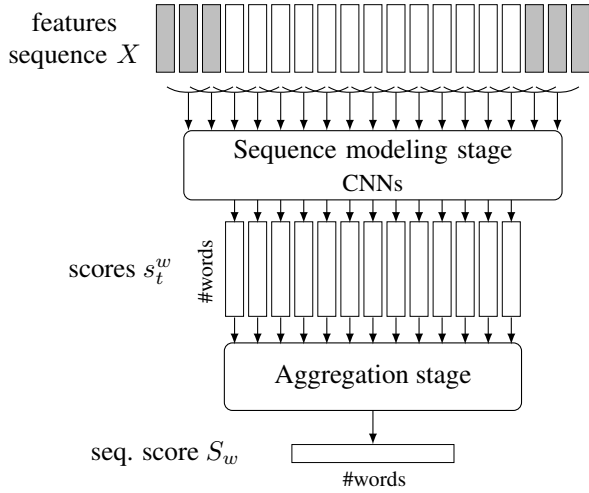 features
sequence X
Sequence modeling stage
CNNs
scores s_t^w
#words
Aggregation stage
seq. score S_w
#words